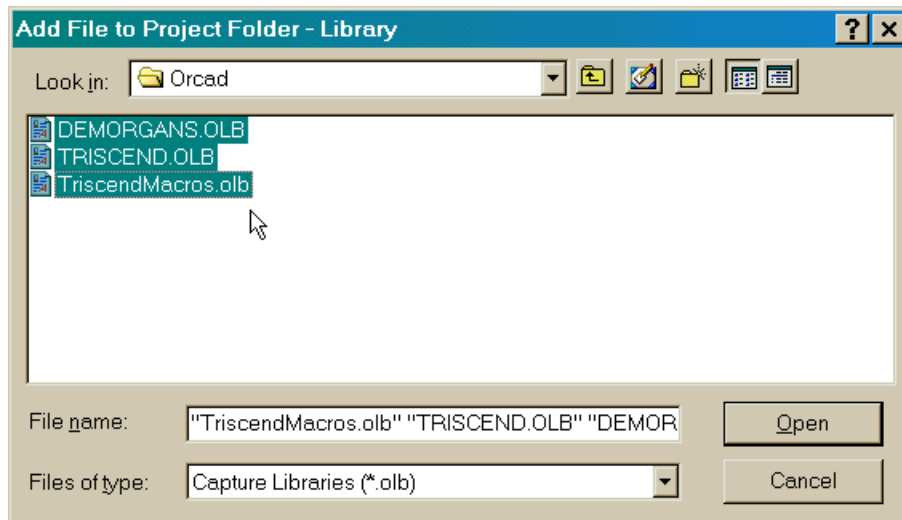 Add File to Project Folder - Library
Look in: Orcad
DEMORGANS.OLB
TRISCEND.OLB
TriscendMacros.olb
File name: "TriscendMacros.olb" "TRISCEND.OLB" "DEMOR Open
Files of type: Capture Libraries (*.olb) Cancel